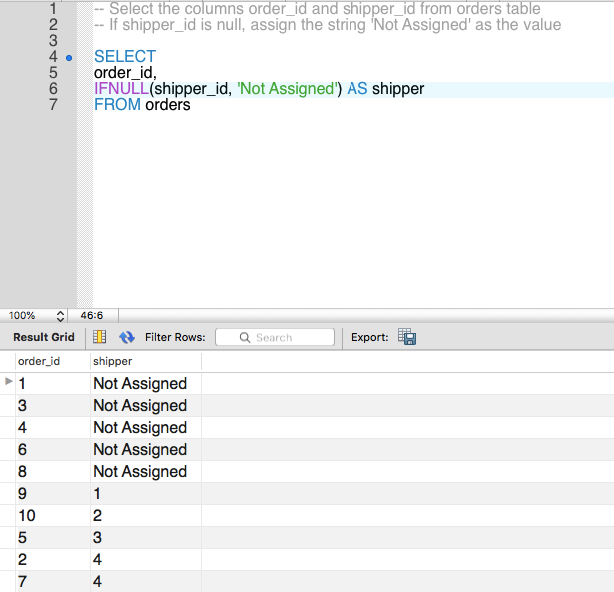 1 -- Select the columns order_id and shipper_id from orders table
2 -- If shipper_id is null, assign the string 'Not Assigned' as the value
3
4 SELECT
5 order_id,
6 IFNULL(shipper_id, 'Not Assigned') AS shipper
7 FROM orders
100% 46:6
Result Grid Filter Rows: Search Export:
order_id shipper
1 Not Assigned
3 Not Assigned
4 Not Assigned
6 Not Assigned
8 Not Assigned
9 1
10 2
5 3
2 4
7 4